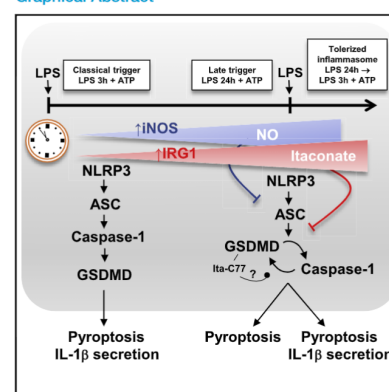 Graphical Abstract
LPS
Classical trigger
LPS 3h + ATP
Late trigger
LPS 24h + ATP
LPS
Tolerized
inflammasome
LPS 24h →
LPS 3h + ATP
↑iNOS
NO
↑IRG1
Itaconate
NLRP3
ASC
Caspase-1
GSDMD
Pyroptosis
IL-1β secretion
NLRP3
ASC
GSDMD
Ita-C77
?
Caspase-1
Pyroptosis
Pyroptosis
IL-1β secretion